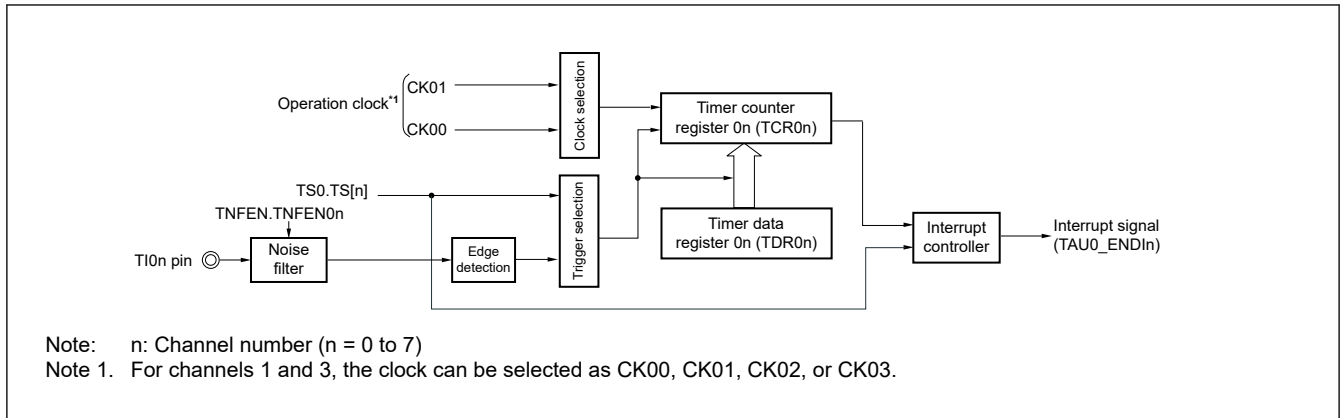 Operation clock*1
CK01
CK00
Clock selection
Timer counter
register 0n (TCR0n)
TS0.TS[n]
TNFEN.TNFEN0n
TI0n pin
Noise
filter
Edge
detection
Trigger selection
Timer data
register 0n (TDR0n)
Interrupt
controller
Interrupt signal
(TAU0_ENDIn)
Note: n: Channel number (n = 0 to 7)
Note 1. For channels 1 and 3, the clock can be selected as CK00, CK01, CK02, or CK03.